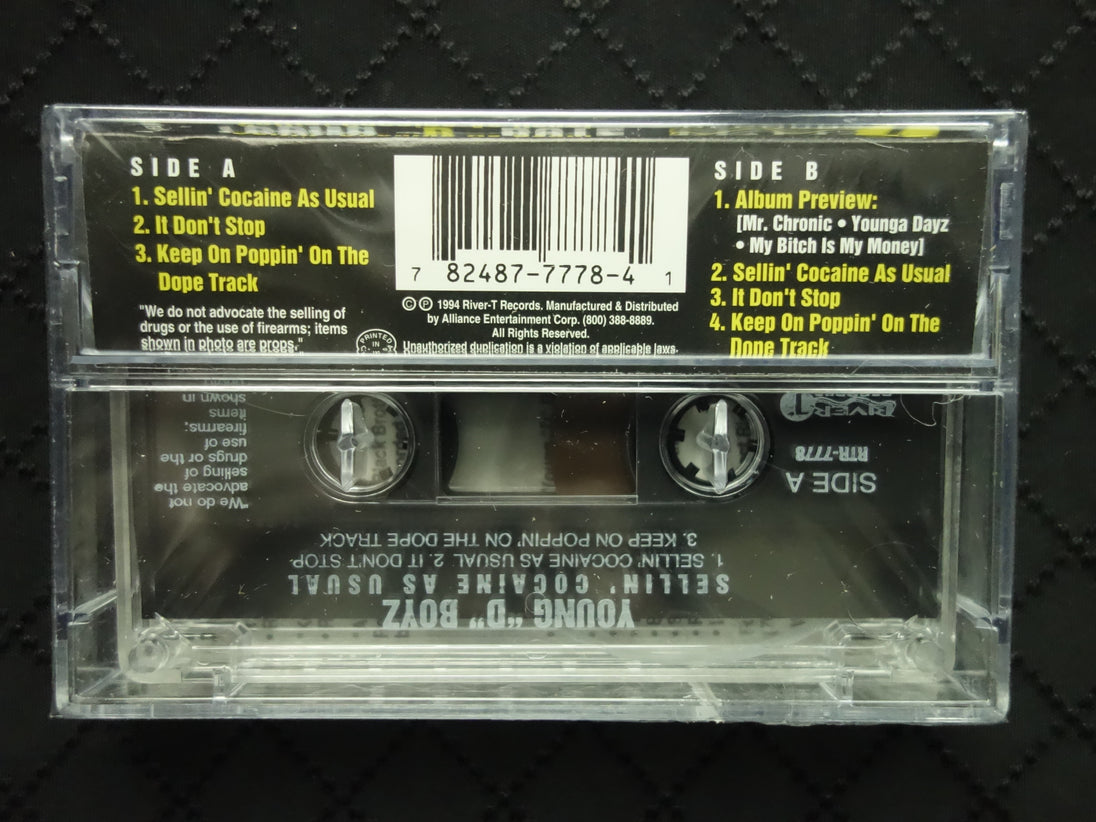 SIDE A
1. Sellin' Cocaine As Usual
2. It Don't Stop
3. Keep On Poppin' On The
Dope Track
"We do not advocate the selling of
drugs or the use of firearms; items
shown in photo are props."
PRINTED
IN
7 82487-7778-4 1
© ℗ 1994 River-T Records. Manufactured & Distributed
by Alliance Entertainment Corp. (800) 388-8889.
All Rights Reserved.
Unauthorized duplication is a violation of applicable laws.
SIDE B
1. Album Preview:
[Mr. Chronic • Younga Dayz
• My Bitch Is My Money]
2. Sellin' Cocaine As Usual
3. It Don't Stop
4. Keep On Poppin' On The
Dope Track
YOUNG "D" BOYZ
SELLIN' COCAINE AS USUAL
1. SELLIN' COCAINE AS USUAL 2. IT DON'T STOP.
3. KEEP ON POPPIN' ON THE DOPE TRACK
SIDE A
RTR-7778
RIVER T
"We do not
advocate the
selling of
drugs or the
use of
firearms;
items
shown in